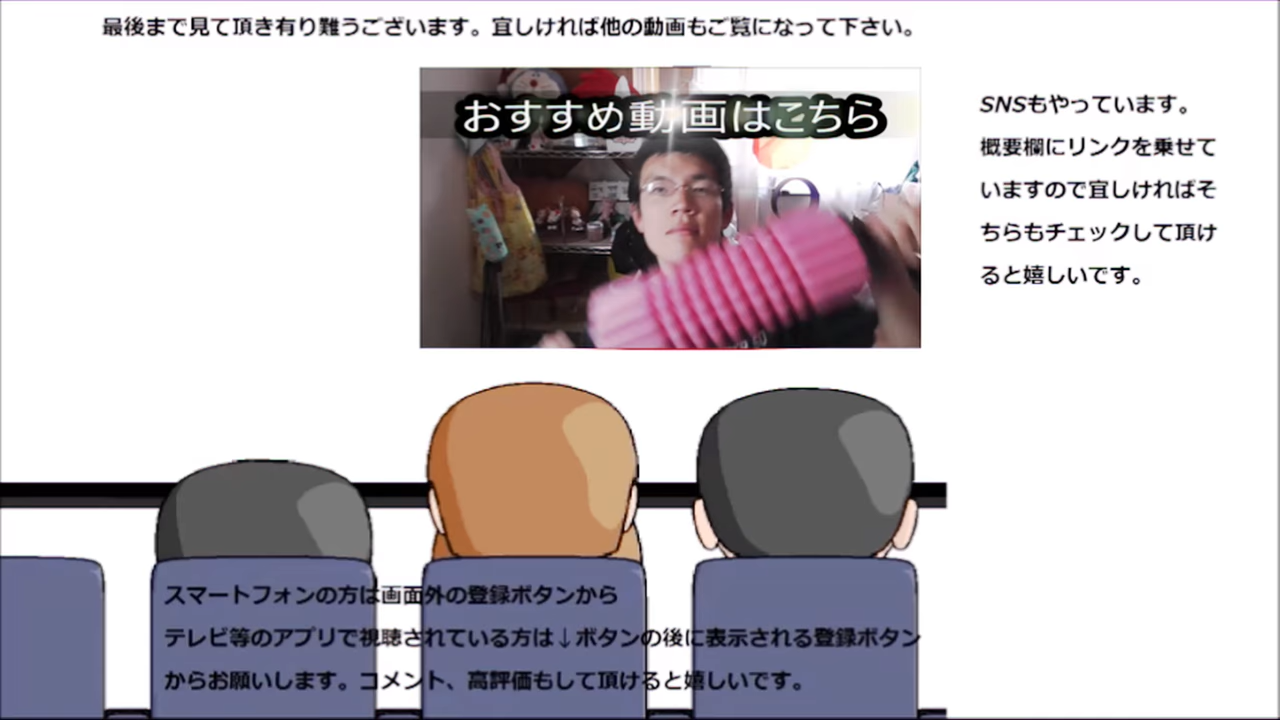 最後まで見て頂き有り難うございます。宜しければ他の動画もご覧になって下さい。
おすすめ動画はこちら
SNSもやっています。
概要欄にリンクを乗せて
いますので宜しければそ
ちらもチェックして頂け
ると嬉しいです。
スマートフォンの方は画面外の登録ボタンから
テレビ等のアプリで視聴されている方は↓ボタンの後に表示される登録ボタン
からお願いします。コメント、高評価もして頂けると嬉しいです。